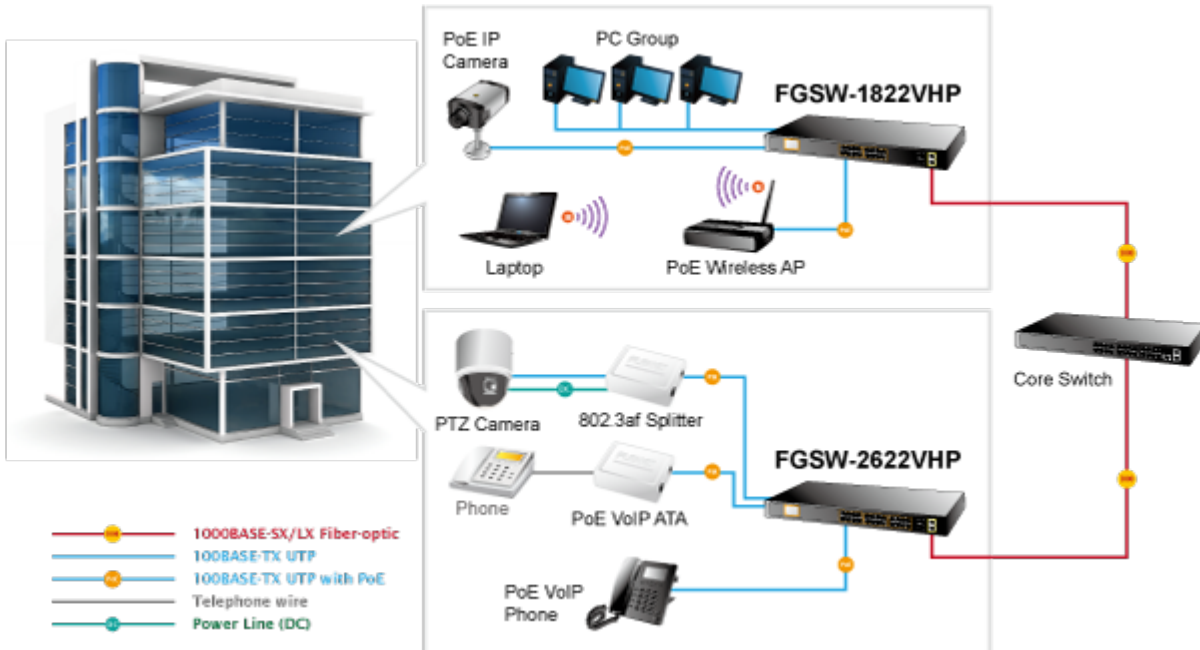 PoE IP
Camera
PC Group
FGSW-1822VHP
Laptop
PoE Wireless AP
Core Switch
PTZ Camera
802.3af Splitter
FGSW-2622VHP
Phone
PoE VoIP ATA
PoE VoIP
Phone
1000BASE-SX/LX Fiber-optic
100BASE-TX UTP
100BASE-TX UTP with PoE
Telephone wire
Power Line (DC)